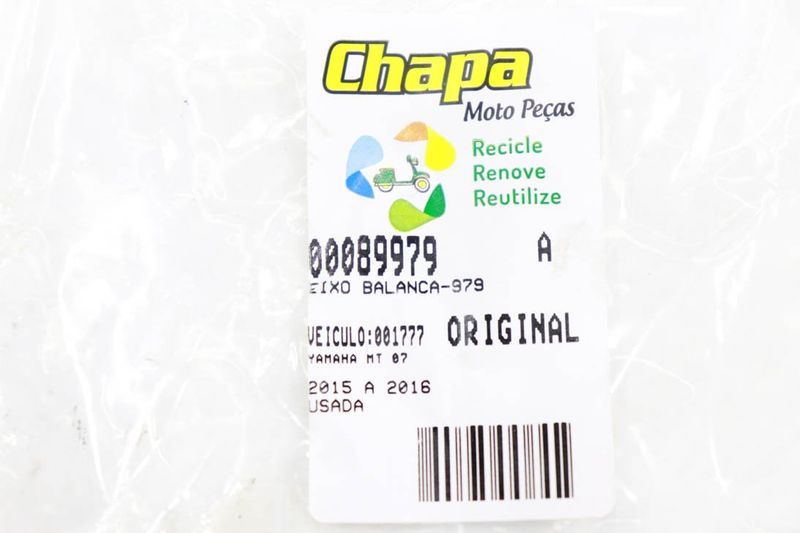 Chapa
Moto Peças
Recicle
Renove
Reutilize
00089979 A
EIXO BALANCA-979
VEICULO:001777 ORIGINAL
YAMAHA MT 07
2015 A 2016
USADA